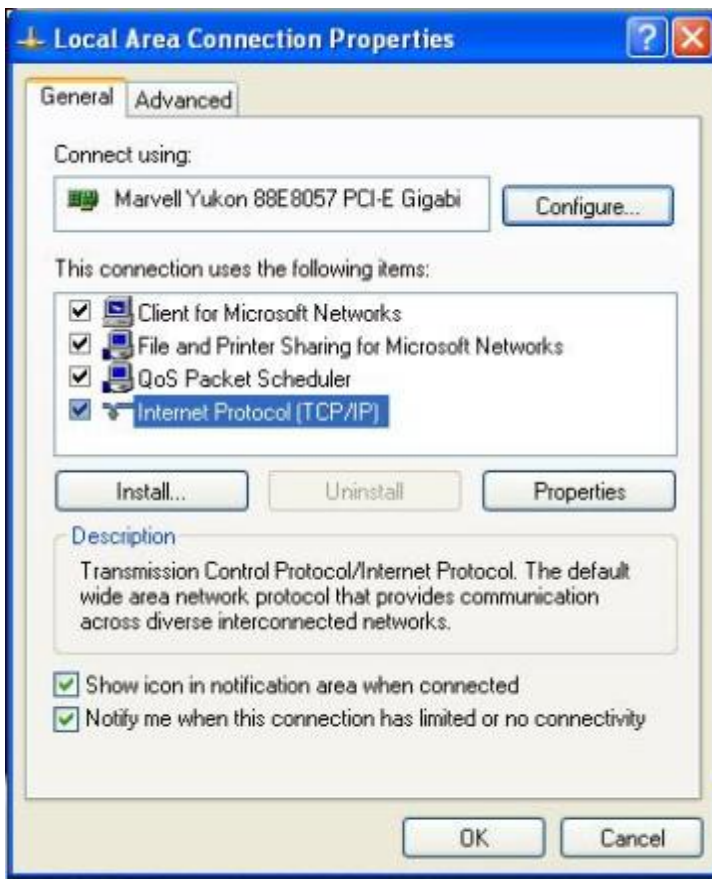 Local Area Connection Properties
General
Advanced
Connect using:
Marvell Yukon 88E8057 PCI-E Gigabi
Configure...
This connection uses the following items:
Client for Microsoft Networks
File and Printer Sharing for Microsoft Networks
QoS Packet Scheduler
Internet Protocol (TCP/IP)
Install...
Uninstall
Properties
Description
Transmission Control Protocol/Internet Protocol. The default
wide area network protocol that provides communication
across diverse interconnected networks.
Show icon in notification area when connected
Notify me when this connection has limited or no connectivity
OK
Cancel